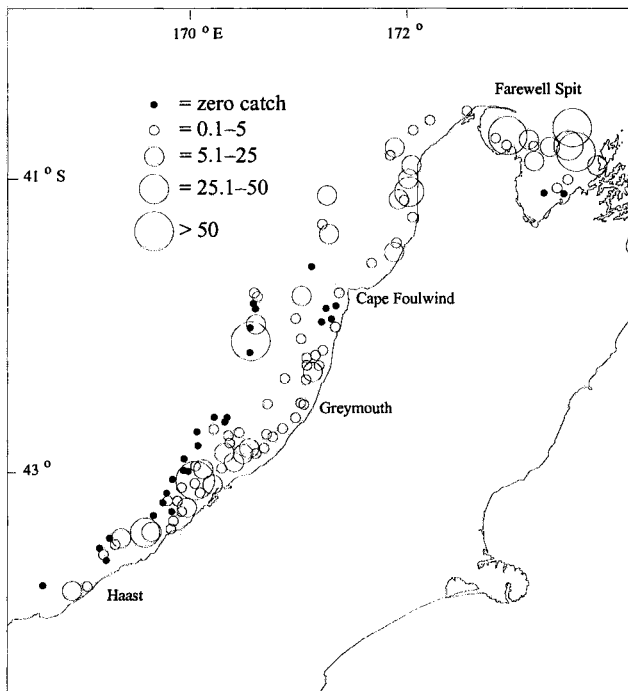 170 ° E
172 °
Farewell Spit
= zero catch
= 0.1–5
= 5.1–25
= 25.1–50
> 50
41 ° S
Cape Foulwind
Greymouth
43 °
Haast